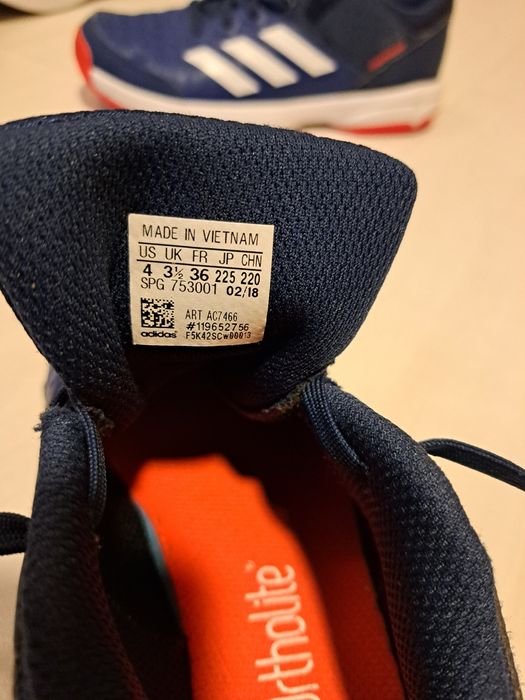 MADE IN VIETNAM
US UK FR JP CHN
4 3½ 36 225 220
SPG 753001 02/18
ART AC7466
#119652756
adidas F5K42SCW00013
ortholite™